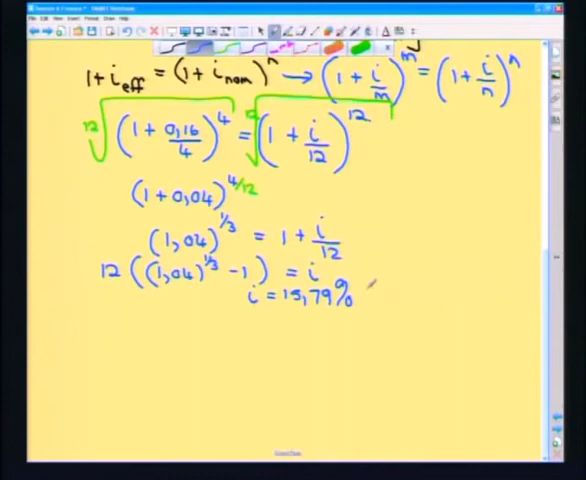 1 + i_eff = (1 + i_nom)^n → (1 + i/m)^m = (1 + i/n)^n
¹²√(1 + 0,16/4)^4 = ¹²√(1 + i/12)^12
(1 + 0,04)^4/12
(1,04)^1/3 = 1 + i/12
12((1,04)^1/3 - 1) = i
i = 15,79%